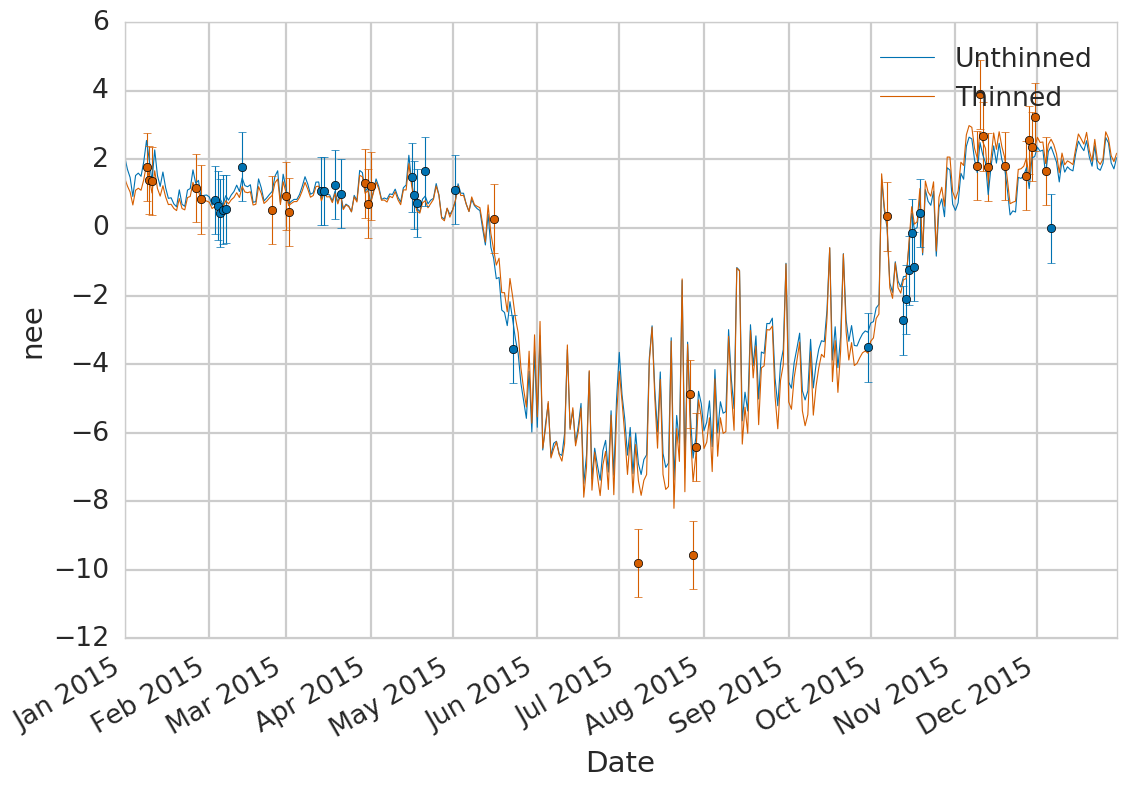 6
4
2
0
−2
−4
−6
−8
−10
−12
nee
Unthinned
Thinned
Jan 2015
Feb 2015
Mar 2015
Apr 2015
May 2015
Jun 2015
Jul 2015
Aug 2015
Sep 2015
Oct 2015
Nov 2015
Dec 2015
Date